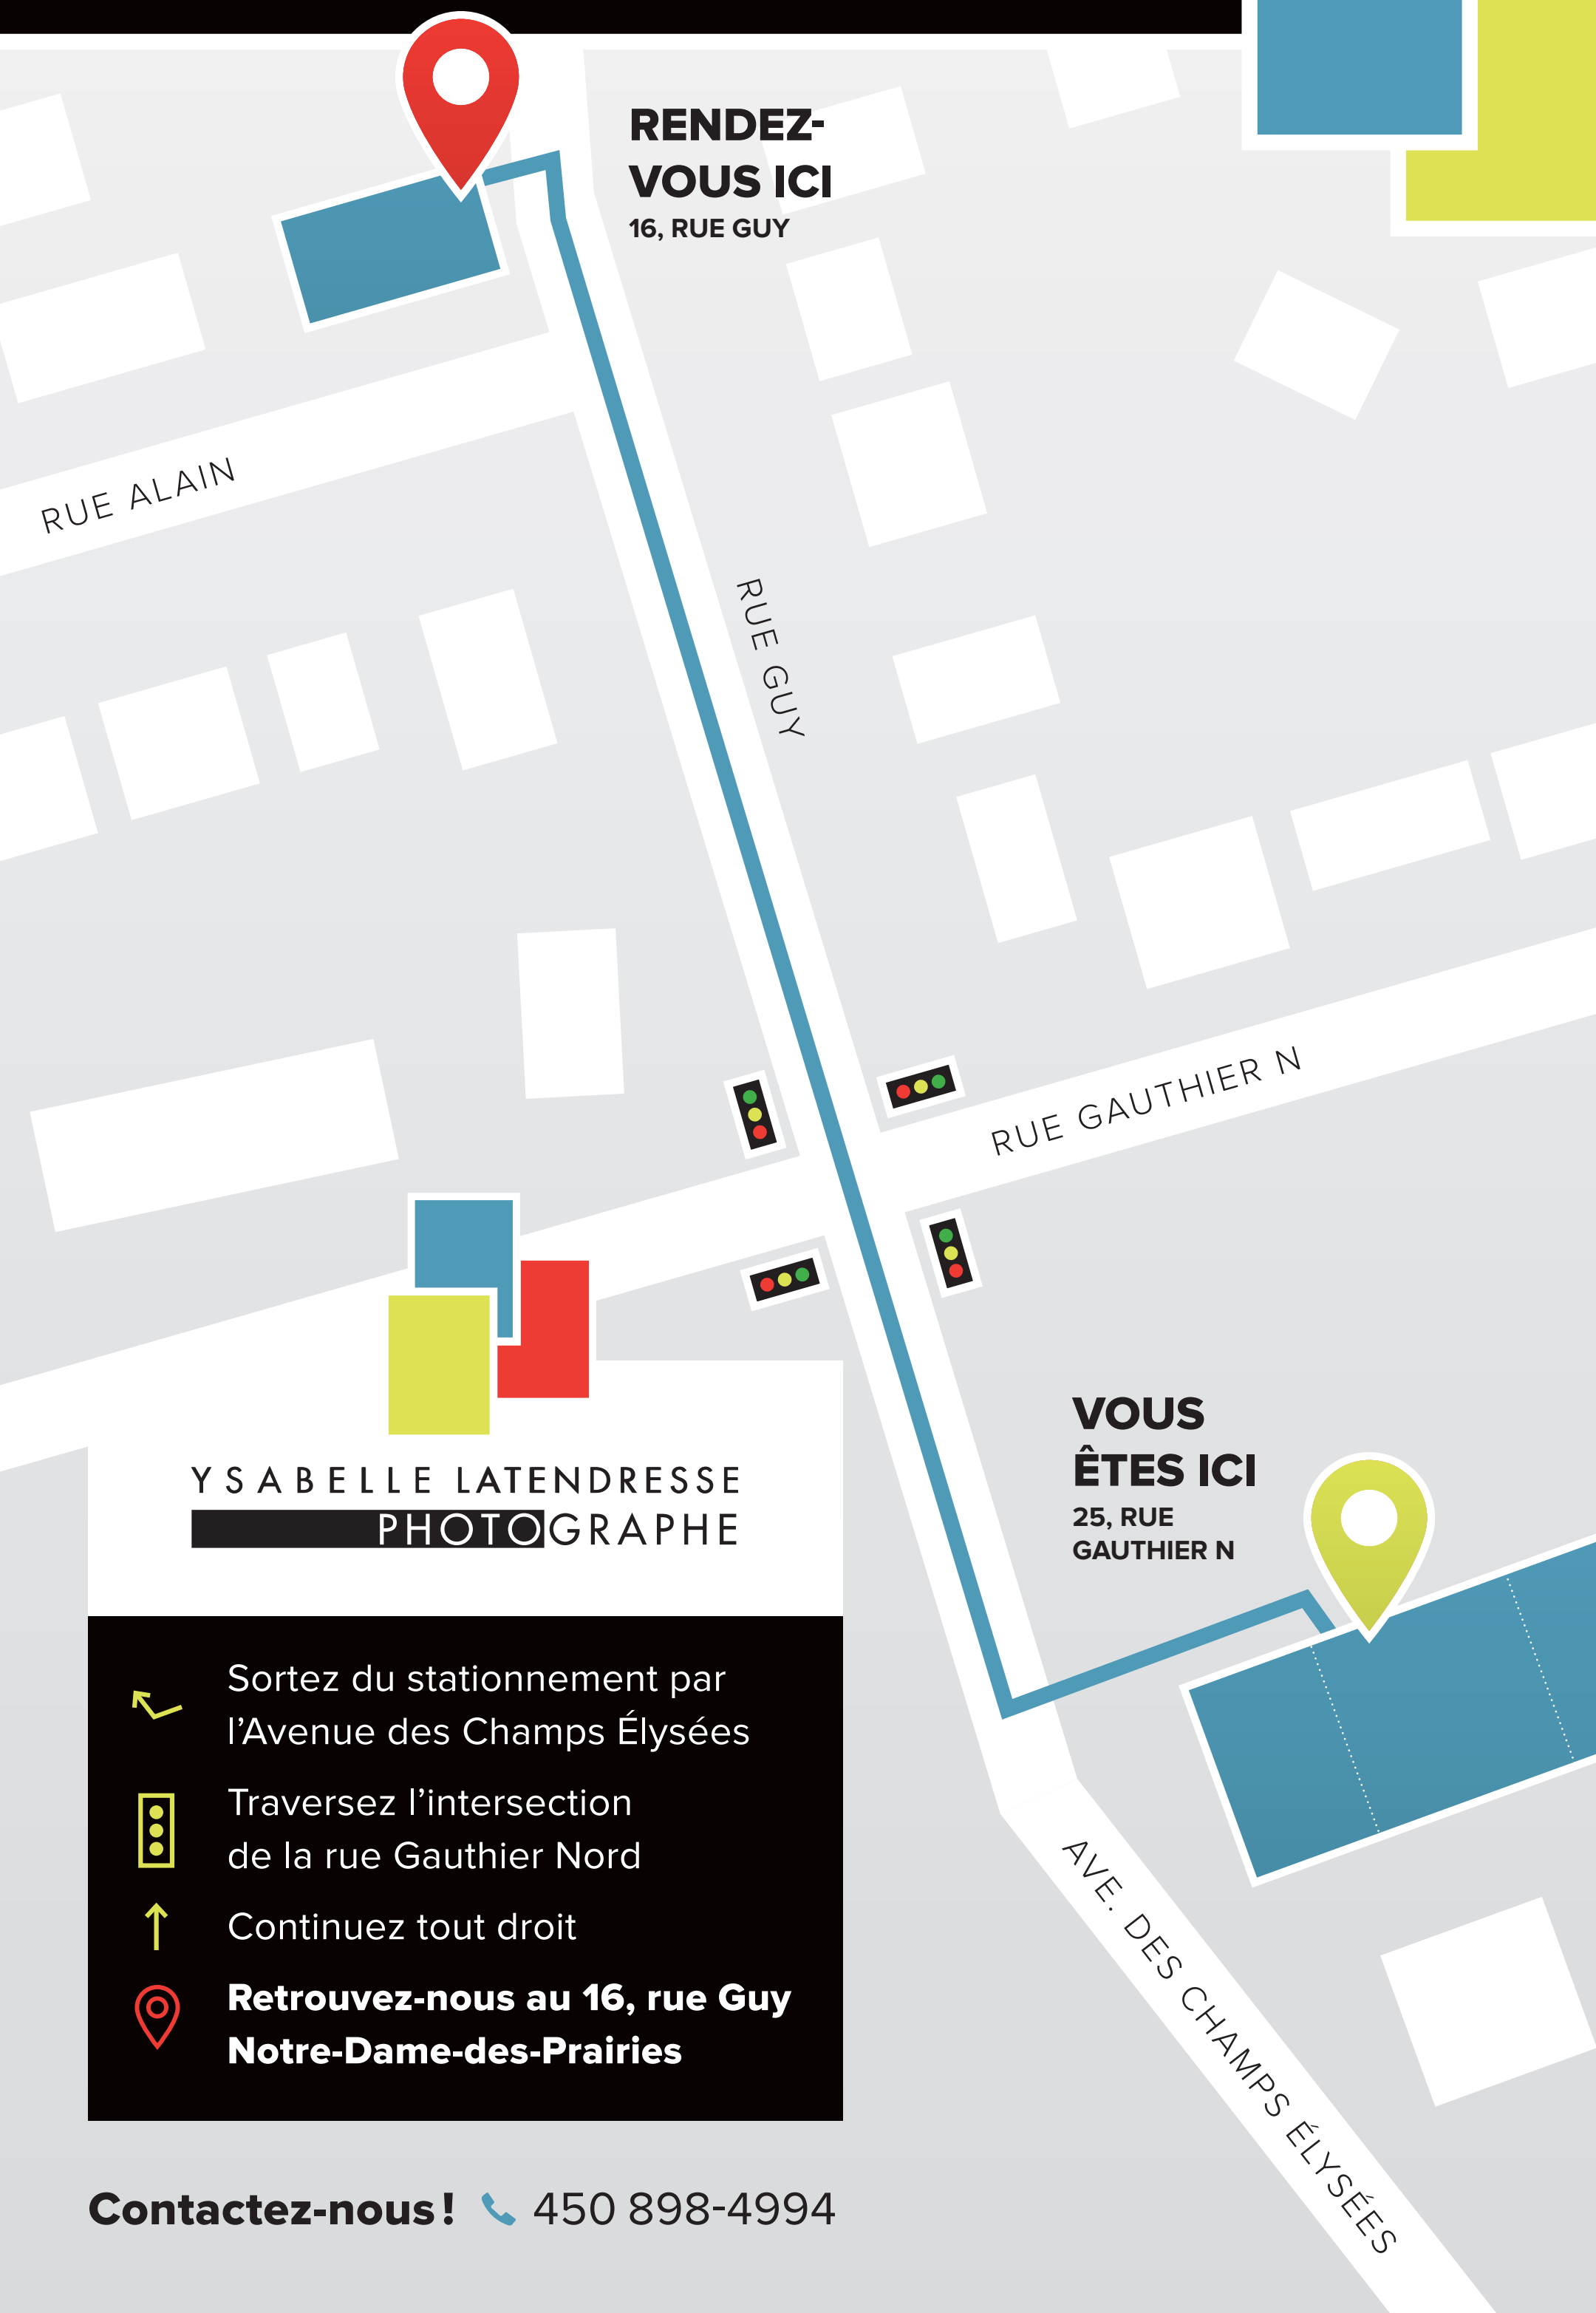 RENDEZ-
VOUS ICI
16, RUE GUY
RUE ALAIN
RUE GUY
RUE GAUTHIER N
VOUS
ÊTES ICI
25, RUE
GAUTHIER N
YSABELLE LATENDRESSE
PHOTOGRAPHE
Sortez du stationnement par
l'Avenue des Champs Élysées
Traversez l'intersection
de la rue Gauthier Nord
Continuez tout droit
Retrouvez-nous au 16, rue Guy
Notre-Dame-des-Prairies
AVE. DES CHAMPS ÉLYSÉES
Contactez-nous ! 450 898-4994